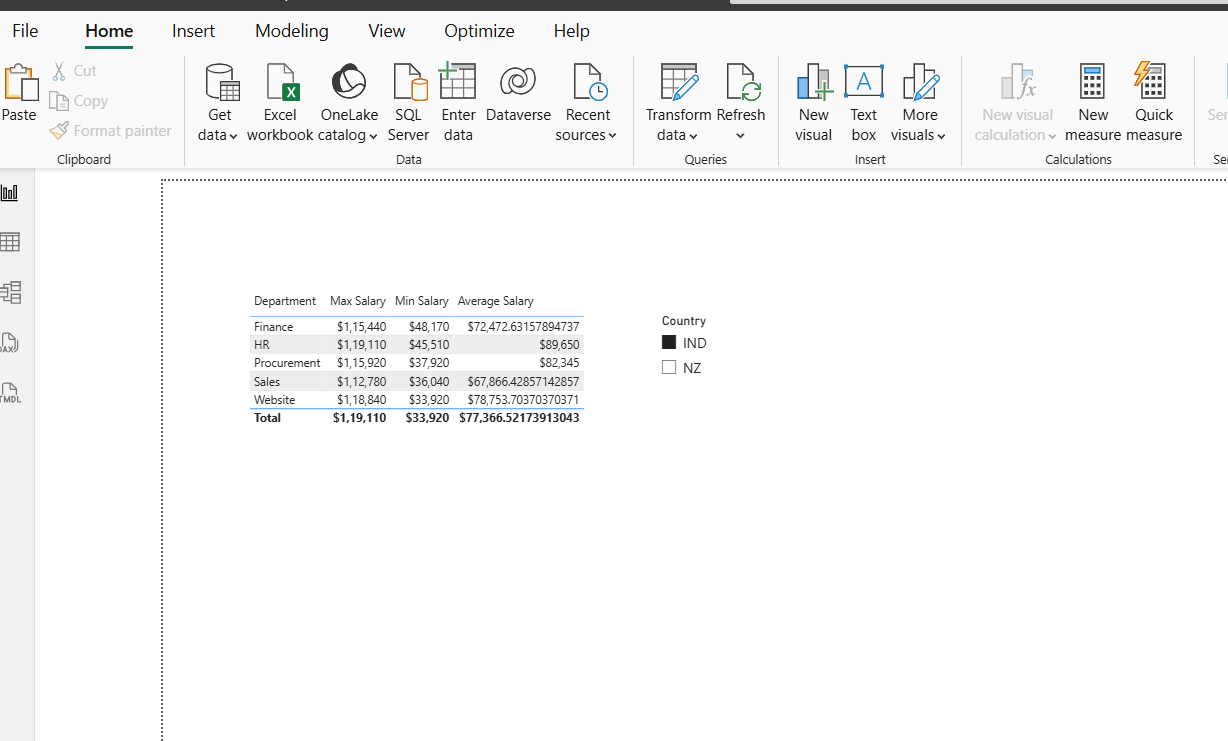 File Home Insert Modeling View Optimize Help
Paste
Cut
Copy
Format painter
Clipboard
Get data
Excel workbook
OneLake catalog
SQL Server
Enter data
Dataverse
Recent sources
Data
Transform data
Refresh
Queries
New visual
Text box
More visuals
Insert
New visual calculation
New measure
Quick measure
Calculations
Department Max Salary Min Salary Average Salary
Finance $1,15,440 $48,170 $72,472.63157894737
HR $1,19,110 $45,510 $89,650
Procurement $1,15,920 $37,920 $82,345
Sales $1,12,780 $36,040 $67,866.42857142857
Website $1,18,840 $33,920 $78,753.70370370371
Total $1,19,110 $33,920 $77,366.52173913043
Country
IND
NZ